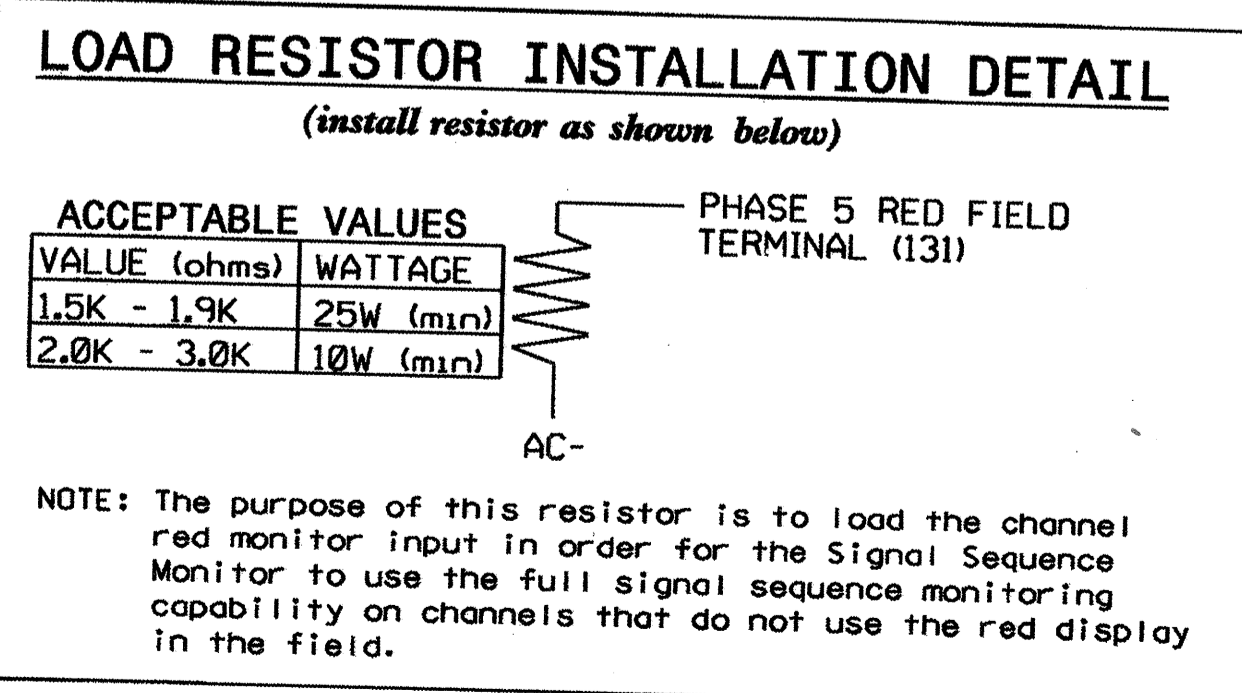 LOAD RESISTOR INSTALLATION DETAIL
(install resistor as shown below)
ACCEPTABLE VALUES
VALUE (ohms) WATTAGE
1.5K - 1.9K 25W (min)
2.0K - 3.0K 10W (min)
PHASE 5 RED FIELD
TERMINAL (131)
AC-
NOTE: The purpose of this resistor is to load the channel
red monitor input in order for the Signal Sequence
Monitor to use the full signal sequence monitoring
capability on channels that do not use the red display
in the field.